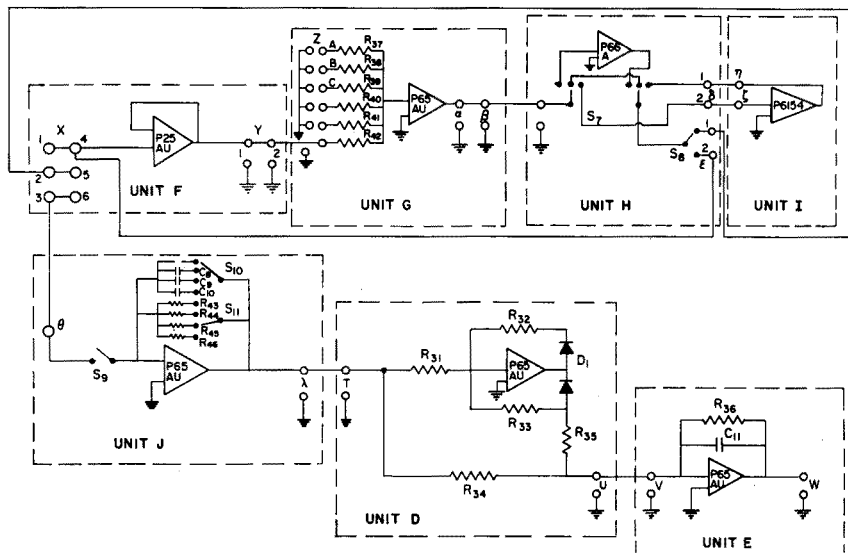 Z
A
R37
B
R38
C
R39
R40
R41
R42
P65
AU
α
β
UNIT G
P66
A
S7
S8
1
δ
2
1
2
ε
UNIT H
η
ζ
P6154
UNIT I
X
1
4
2
5
3
6
P25
AU
Y
1
2
UNIT F
θ
S9
C8
C9
C10
S10
R43
R44
R45
R46
S11
P65
AU
λ
UNIT J
T
R31
R32
P65
AU
D1
R33
R35
R34
U
UNIT D
V
R36
C11
P65
AU
W
UNIT E